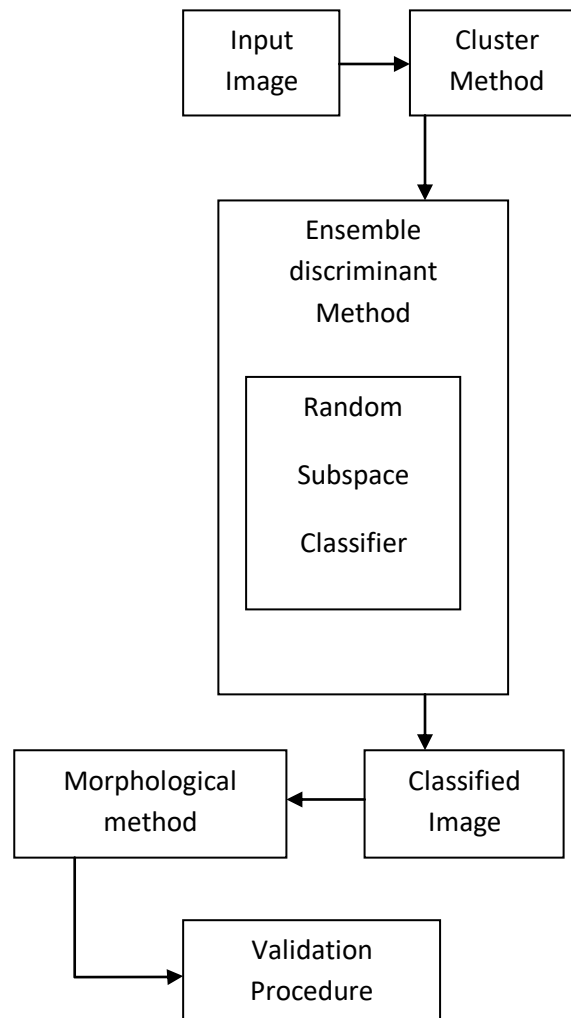 Input
Image
Cluster
Method
Ensemble
discriminant
Method
Random
Subspace
Classifier
Classified
Image
Morphological
method
Validation
Procedure